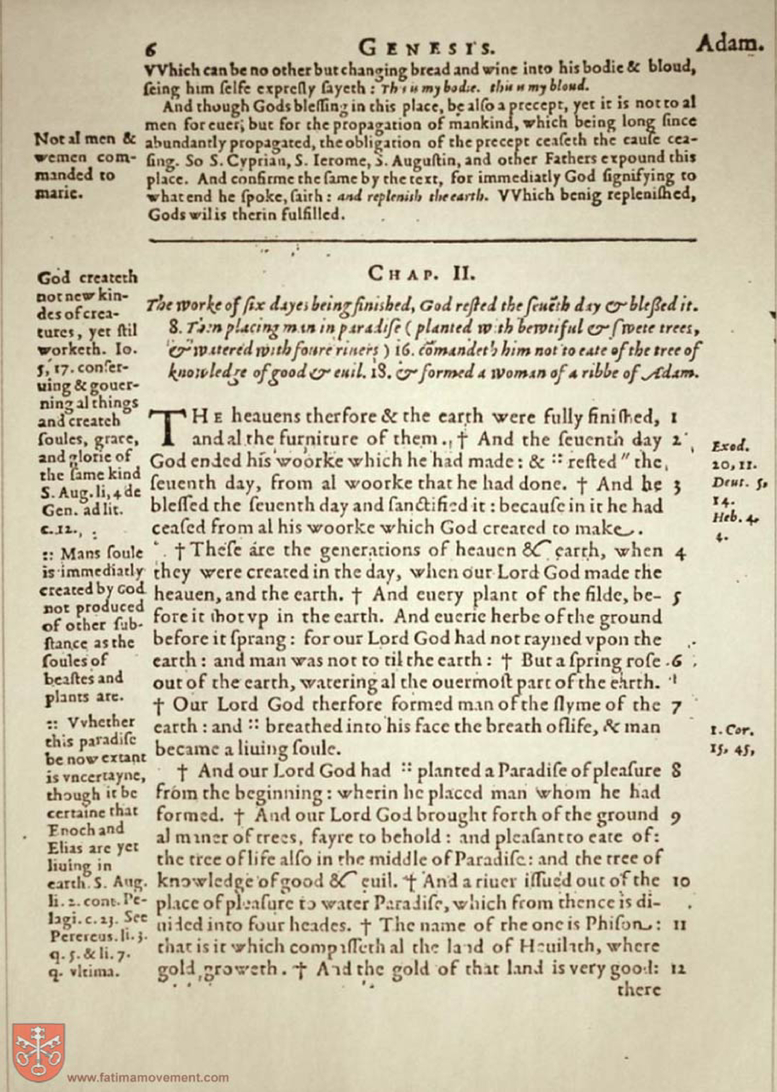 6 GENESIS. Adam.
VVhich can be no other but changing bread and wine into his bodie & bloud,
ſeing him ſelfe expreſly ſayeth : This is my bodie. this is my bloud.
And though Gods bleſſing in this place, be alſo a precept, yet it is not to al
men for euer; but for the propagation of mankind, which being long ſince
abundantly propagated, the obligation of the precept ceaſeth the cauſe cea-
ſing. So S. Cyprian, S. Ierome, S. Auguſtin, and other Fathers expound this
place. And confirme the ſame by the text, for immediatly God ſignifying to
what end he ſpoke, ſaith : and replenish the earth. VVhich benig replenished,
Gods wil is therin fulfilled.
Not al men &
wemen com-
manded to
marie.
CHAP. II.
The worke of ſix dayes being finished, God reſted the ſeuẽth day & bleſſed it.
8. Then placing man in paradiſe ( planted with bewtiful & ſwete trees,
& watered with foure riuers ) 16. cõmandeth him not to eate of the tree of
knowledge of good & euil. 18. & formed a woman of a ribbe of Adam.
God createth
not new kin-
des of crea-
tures, yet ſtil
worketh. Io.
5, 17. conſer-
uing & gouer-
ning al things
and createh
ſoules, grace,
and glorie of
the ſame kind
S. Aug. li, 4 de
Gen. ad lit.
c. 12.,
:: Mans ſoule
is immediatly
created by God
not produced
of other ſub-
ſtance as the
ſoules of
beaſtes and
plants are.
:: Vvhether
this paradiſe
be now extant
is vncertayne,
though it be
certaine that
Enoch and
Elias are yet
liuing in
earth. S. Aug.
li. 2. cont. Pe-
lagi. c. 23. See
Perereus. li. 3.
q. 5. & li. 7.
q. vltima.
THE heauens therfore & the earth were fully finiſhed, 1
and al the furniture of them., † And the ſeuenth day 2
God ended his woorke which he had made : & :: reſted " the,
ſeuenth day, from al woorke that he had done. † And he 3
bleſſed the ſeuenth day and ſanctified it : becauſe in it he had
ceaſed from al his woorke which God created to make.
† Theſe are the generations of heauen & earth, when 4
they were created in the day, when our Lord God made the
heauen, and the earth. † And euery plant of the filde, be- 5
fore it ſhot vp in the earth. And euerie herbe of the ground
before it ſprang : for our Lord God had not rayned vpon the
earth : and man was not to til the earth : † But a ſpring roſe 6
out of the earth, watering al the ouermoſt part of the earth.
† Our Lord God therfore formed man of the ſlyme of the 7
earth : and :: breathed into his face the breath of life, & man
became a liuing ſoule.
† And our Lord God had :: planted a Paradiſe of pleaſure 8
from the beginning : wherin he placed man whom he had
formed. † And our Lord God brought forth of the ground 9
al maner of trees, fayre to behold : and pleaſant to eate of:
the tree of life alſo in the middle of Paradiſe: and the tree of
knowledge of good & euil. † And a riuer iſſued out of the 10
place of pleaſure to water Paradiſe, which from thence is di-
uided into four heades. † The name of the one is Phiſon : 11
that is it which compaſſeth al the land of Heuilath, where
gold groweth. † And the gold of that land is very good: 12
there
Exod.
20, 11.
Deut. 5,
14.
Heb. 4,
4.
1. Cor.
15, 45,
www.fatimamovement.com